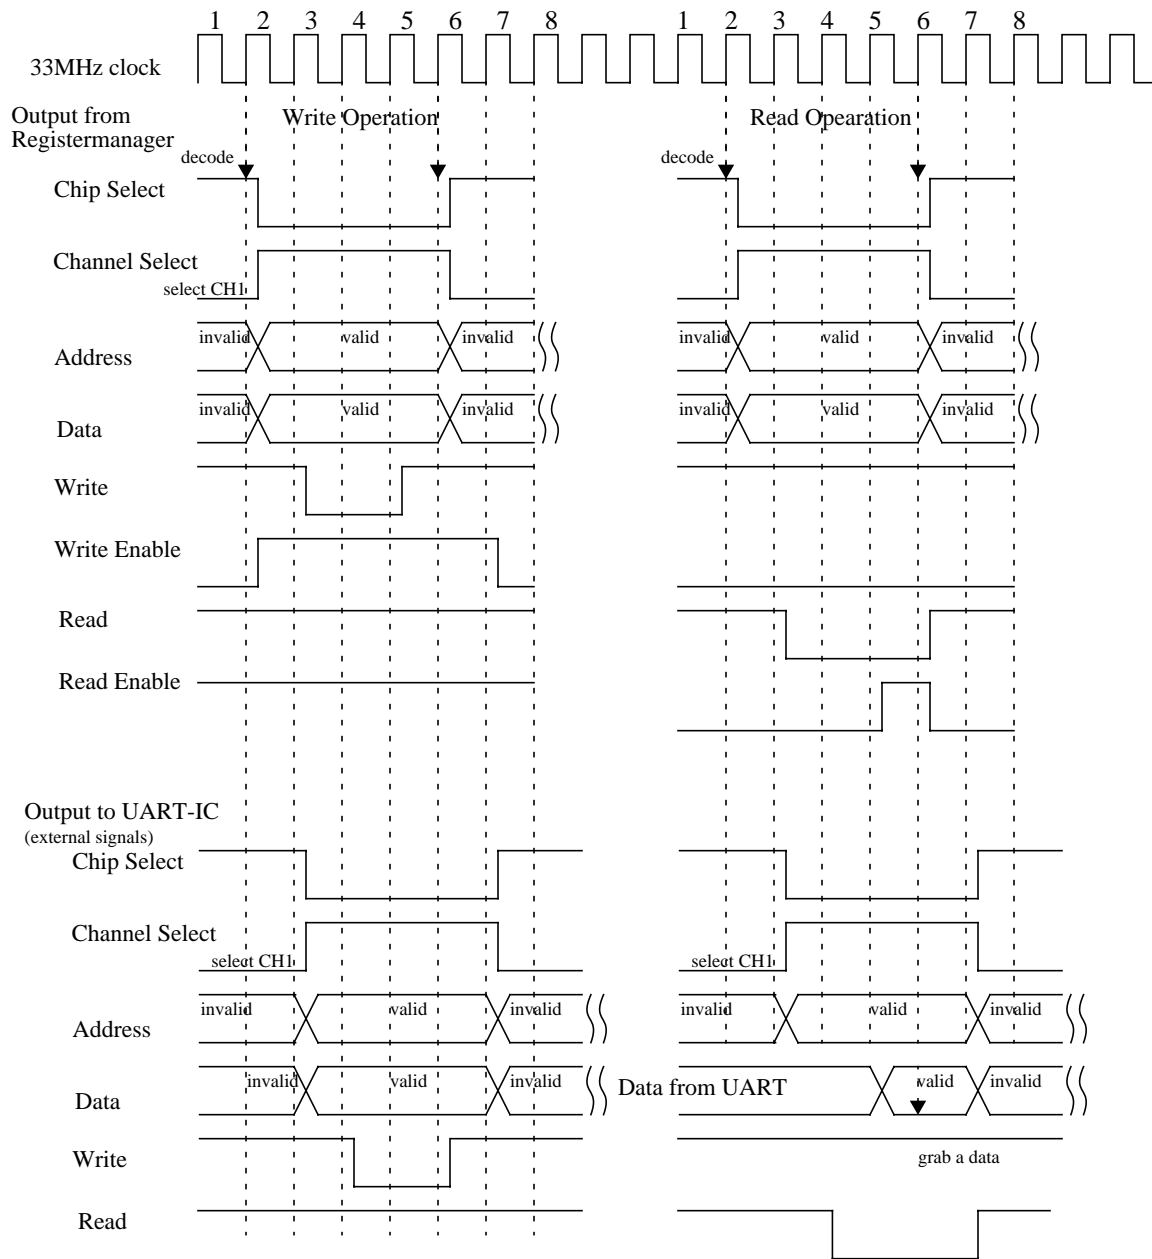 1 2 3 4 5 6 7 8 1 2 3 4 5 6 7 8
33MHz clock
Output from
Registermanager
Write Operation
Read Opearation
decode
decode
Chip Select
Channel Select
select CH1
invalid valid invalid invalid valid invalid
Address
invalid valid invalid invalid valid invalid
Data
Write
Write Enable
Read
Read Enable
Output to UART-IC
(external signals)
Chip Select
Channel Select
select CH1 select CH1
invalid valid invalid invalid valid invalid
Address
invalid valid invalid Data from UART valid invalid
Data
Write
grab a data
Read